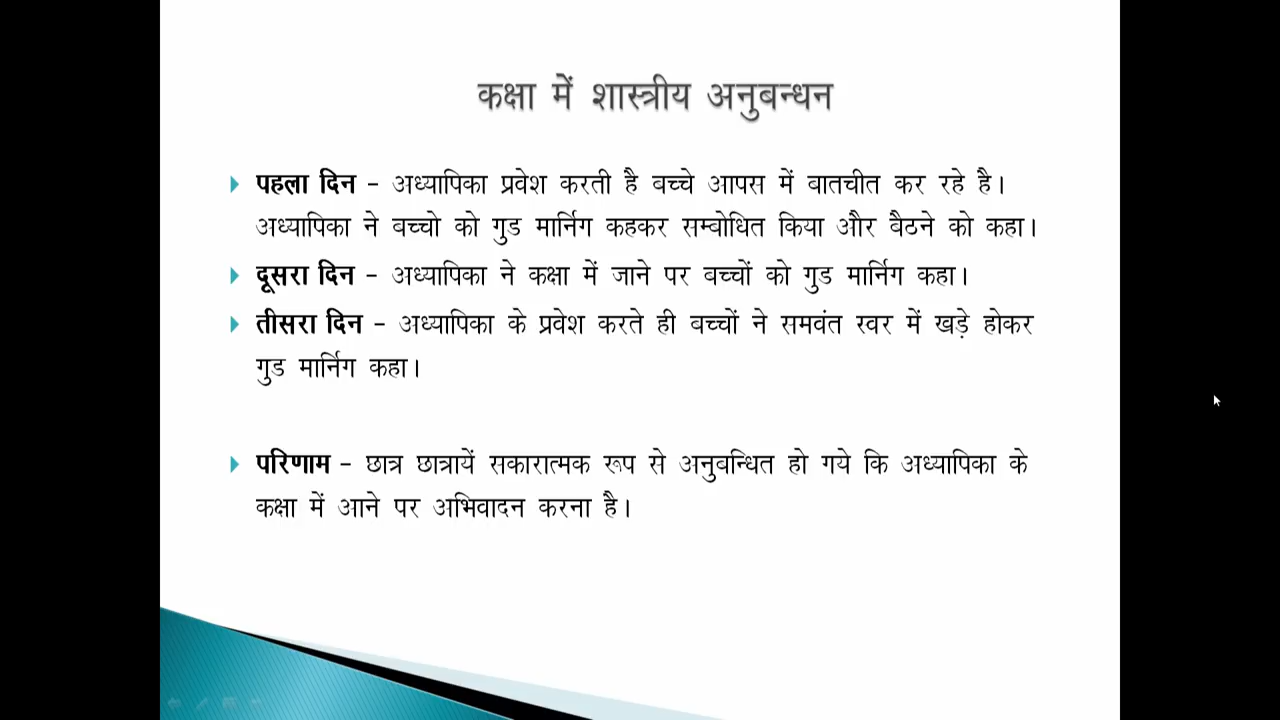 कक्षा में शास्त्रीय अनुबन्धन
पहला दिन – अध्यापिका प्रवेश करती है बच्चे आपस में बातचीत कर रहे है।
अध्यापिका ने बच्चो को गुड मार्निंग कहकर सम्बोधित किया और बैठने को कहा।
दूसरा दिन – अध्यापिका ने कक्षा में जाने पर बच्चों को गुड मार्निंग कहा।
तीसरा दिन – अध्यापिका के प्रवेश करते ही बच्चों ने समवंत स्वर में खड़े होकर
गुड मार्निंग कहा।
परिणाम – छात्र छात्रायें सकारात्मक रूप से अनुबन्धित हो गये कि अध्यापिका के
कक्षा में आने पर अभिवादन करना है।